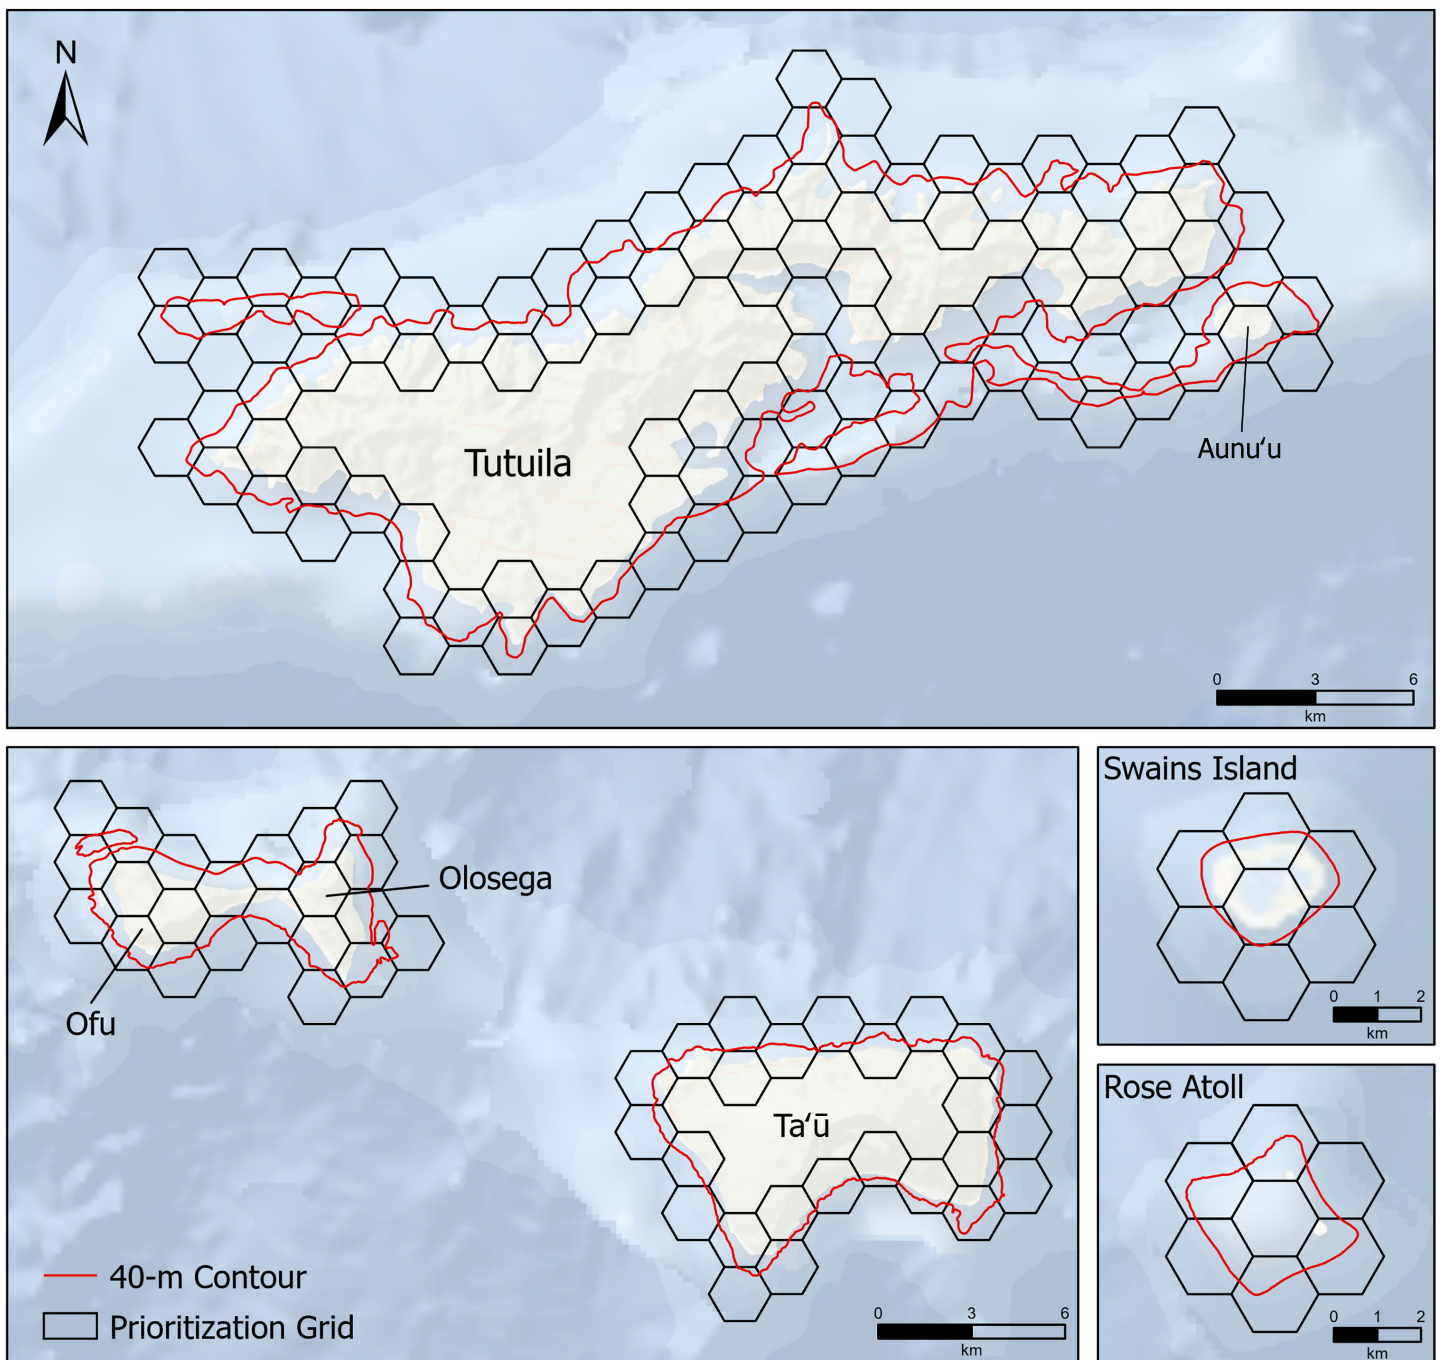 N
Tutuila
Aunuʻu
0 3 6
km
Olosega
Ofu
Taʻū
40-m Contour
Prioritization Grid
0 3 6
km
Swains Island
0 1 2
km
Rose Atoll
0 1 2
km